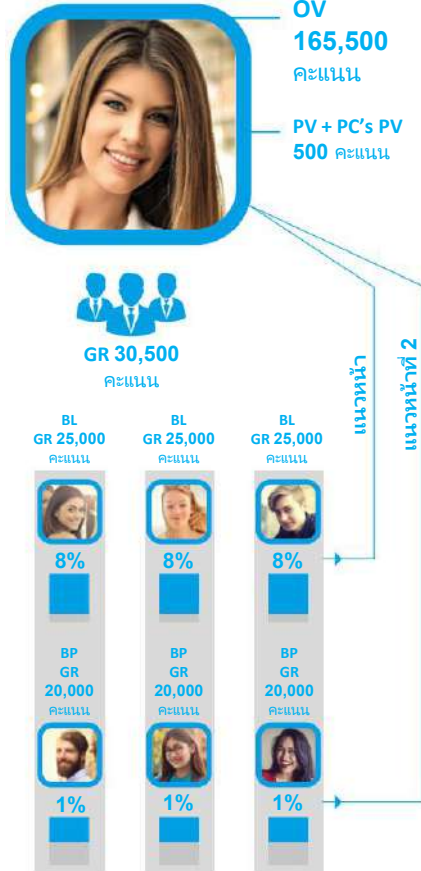 OV
165,500
คะแนน
PV + PC’s PV
500 คะแนน
GR 30,500
คะแนน
แนวหน้า
แนวหน้าที่ 2
BL
GR 25,000
คะแนน
BL
GR 25,000
คะแนน
BL
GR 25,000
คะแนน
8%
8%
8%
BP
GR
20,000
คะแนน
BP
GR
20,000
คะแนน
BP
GR
20,000
คะแนน
1%
1%
1%